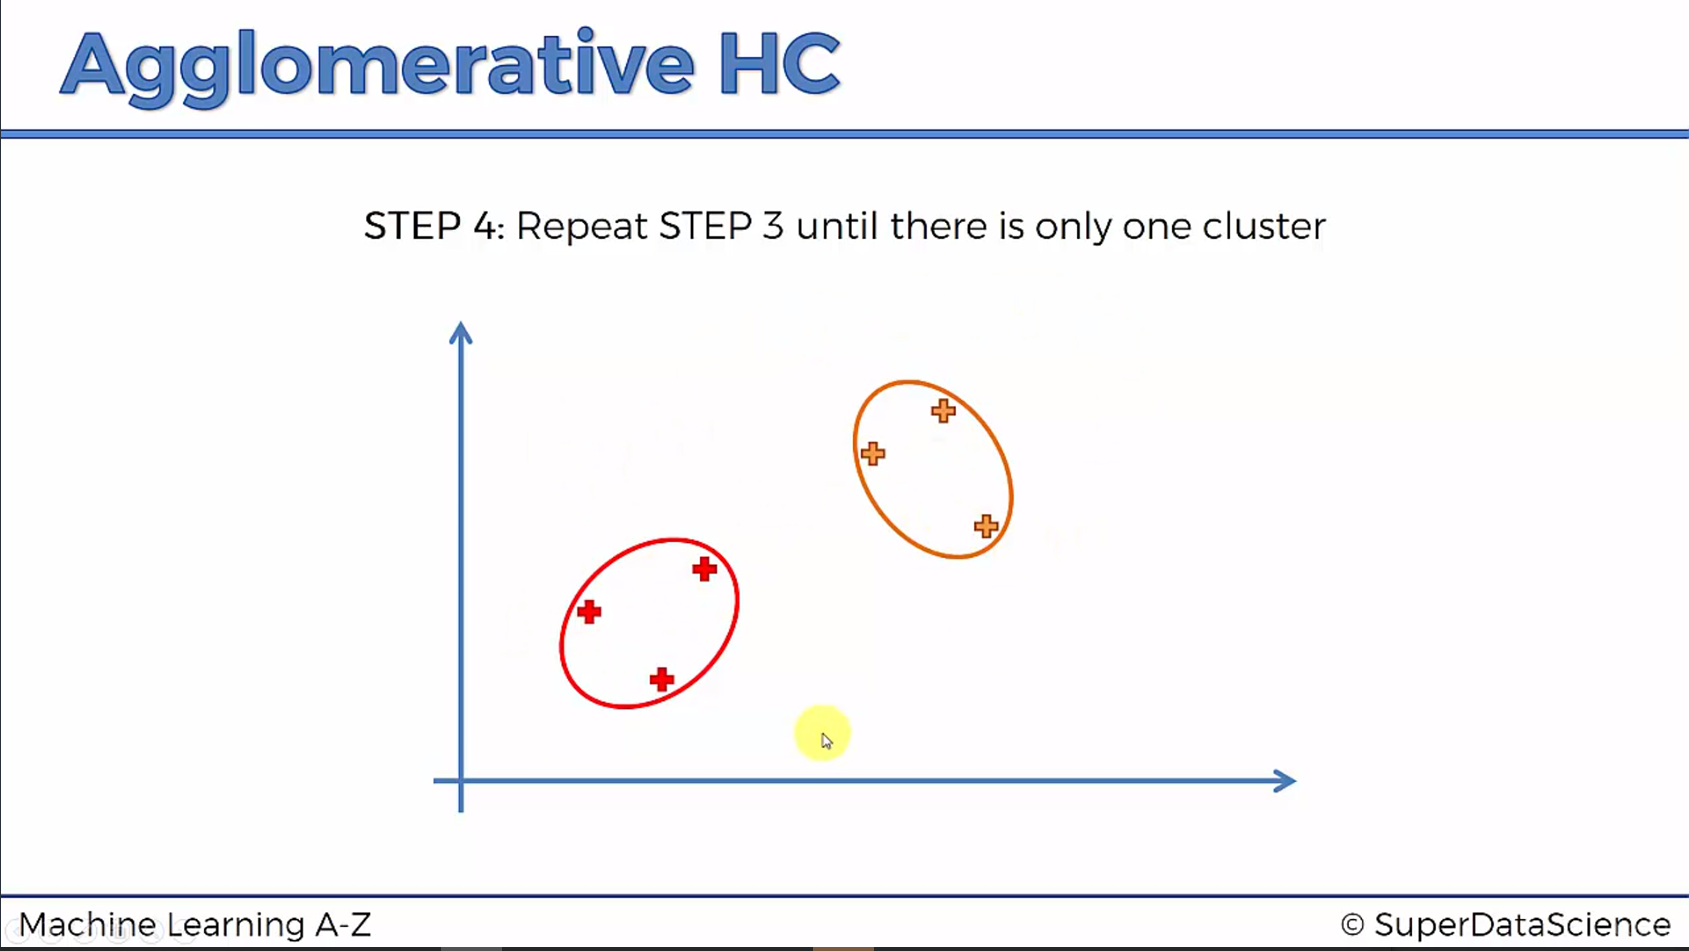 Agglomerative HC
STEP 4: Repeat STEP 3 until there is only one cluster
Machine Learning A-Z
© SuperDataScience